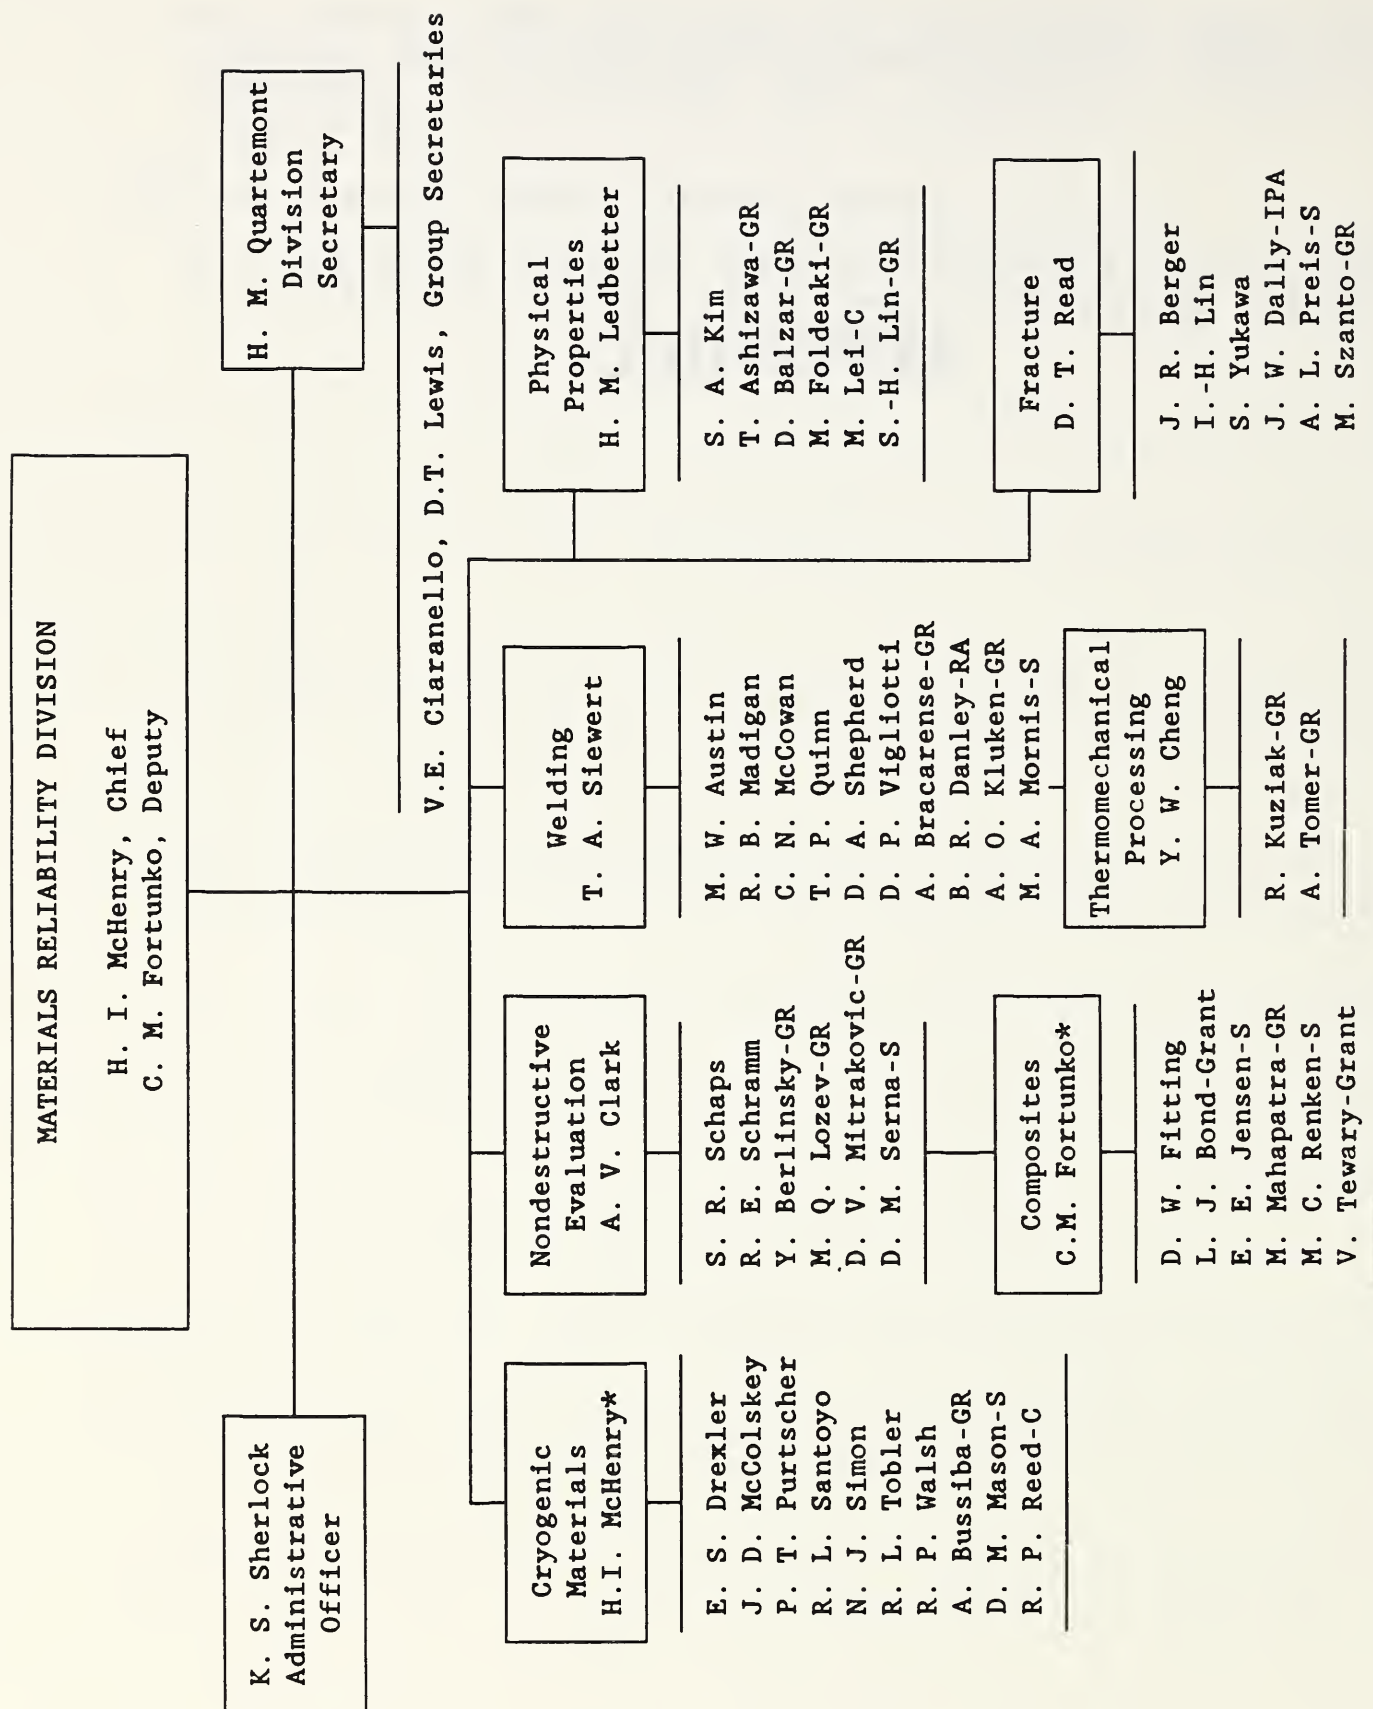 MATERIALS RELIABILITY DIVISION
H. I. McHenry, Chief
C. M. Fortunko, Deputy
K. S. Sherlock
Administrative
Officer
H. M. Quartemont
Division
Secretary
V.E. Ciaranello, D.T. Lewis, Group Secretaries
Cryogenic
Materials
H.I. McHenry*
E. S. Drexler
J. D. McColskey
P. T. Purtscher
R. L. Santoyo
N. J. Simon
R. L. Tobler
R. P. Walsh
A. Bussiba-GR
D. M. Mason-S
R. P. Reed-C
Nondestructive
Evaluation
A. V. Clark
S. R. Schaps
R. E. Schramm
Y. Berlinsky-GR
M. Q. Lozev-GR
D. V. Mitrakovic-GR
D. M. Serna-S
Composites
C.M. Fortunko*
D. W. Fitting
L. J. Bond-Grant
E. E. Jensen-S
M. Mahapatra-GR
M. C. Renken-S
V. Tewary-Grant
Welding
T. A. Siewert
M. W. Austin
R. B. Madigan
C. N. McCowan
T. P. Quinn
D. A. Shepherd
D. P. Vigliotti
A. Bracarense-GR
B. R. Danley-RA
A. O. Kluken-GR
M. A. Mornis-S
Thermomechanical
Processing
Y. W. Cheng
R. Kuziak-GR
A. Tomer-GR
Physical
Properties
H. M. Ledbetter
S. A. Kim
T. Ashizawa-GR
D. Balzar-GR
M. Foldeaki-GR
M. Lei-C
S.-H. Lin-GR
Fracture
D. T. Read
J. R. Berger
I.-H. Lin
S. Yukawa
J. W. Dally-IPA
A. L. Preis-S
M. Szanto-GR